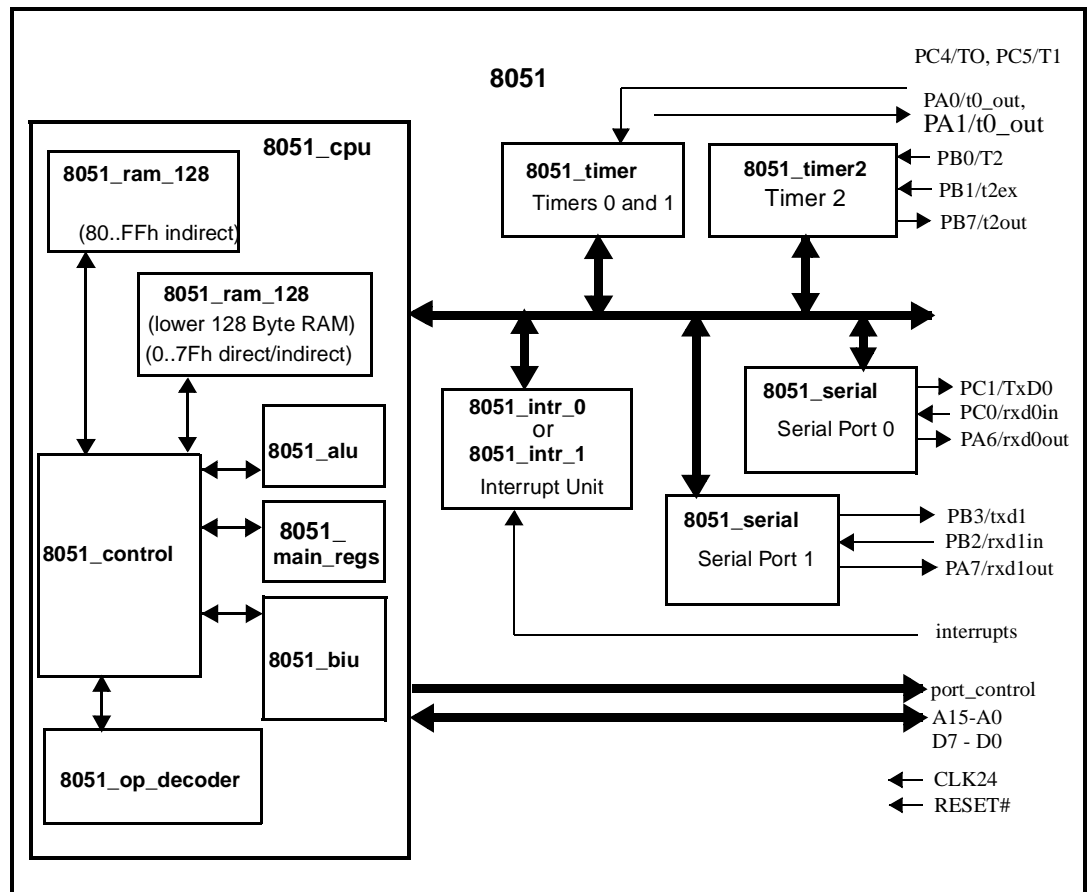 8051
PC4/TO, PC5/T1
PA0/t0_out,
PA1/t0_out
8051_cpu
8051_ram_128
(80..FFh indirect)
8051_ram_128
(lower 128 Byte RAM)
(0..7Fh direct/indirect)
8051_control
8051_alu
8051_
main_regs
8051_biu
8051_op_decoder
8051_timer
Timers 0 and 1
8051_timer2
Timer 2
PB0/T2
PB1/t2ex
PB7/t2out
8051_intr_0
or
8051_intr_1
Interrupt Unit
8051_serial
Serial Port 0
PC1/TxD0
PC0/rxd0in
PA6/rxd0out
8051_serial
Serial Port 1
PB3/txd1
PB2/rxd1in
PA7/rxd1out
interrupts
port_control
A15-A0
D7 - D0
CLK24
RESET#